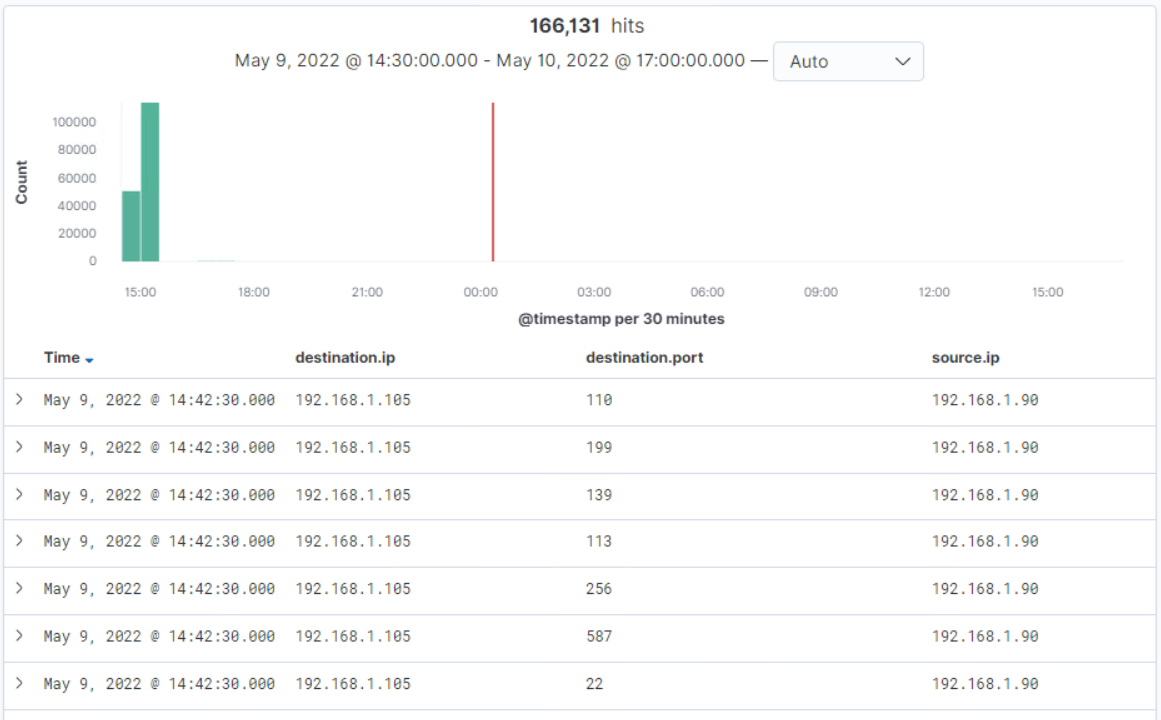 166,131 hits
May 9, 2022 @ 14:30:00.000 - May 10, 2022 @ 17:00:00.000 — Auto
Count
100000
80000
60000
40000
20000
0
15:00 18:00 21:00 00:00 03:00 06:00 09:00 12:00 15:00
@timestamp per 30 minutes
Time destination.ip destination.port source.ip
May 9, 2022 @ 14:42:30.000 192.168.1.105 110 192.168.1.90
May 9, 2022 @ 14:42:30.000 192.168.1.105 199 192.168.1.90
May 9, 2022 @ 14:42:30.000 192.168.1.105 139 192.168.1.90
May 9, 2022 @ 14:42:30.000 192.168.1.105 113 192.168.1.90
May 9, 2022 @ 14:42:30.000 192.168.1.105 256 192.168.1.90
May 9, 2022 @ 14:42:30.000 192.168.1.105 587 192.168.1.90
May 9, 2022 @ 14:42:30.000 192.168.1.105 22 192.168.1.90